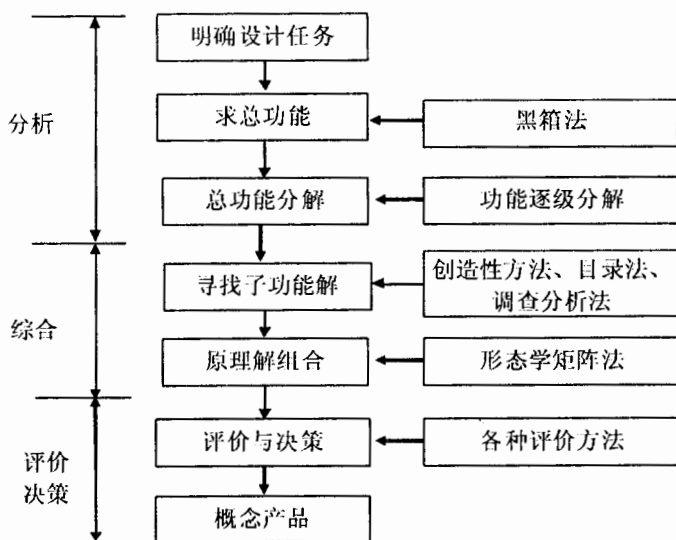 明确设计任务
求总功能
黑箱法
分析
总功能分解
功能逐级分解
寻找子功能解
创造性方法、目录法、
调查分析法
综合
原理解组合
形态学矩阵法
评价与决策
各种评价方法
评价
决策
概念产品